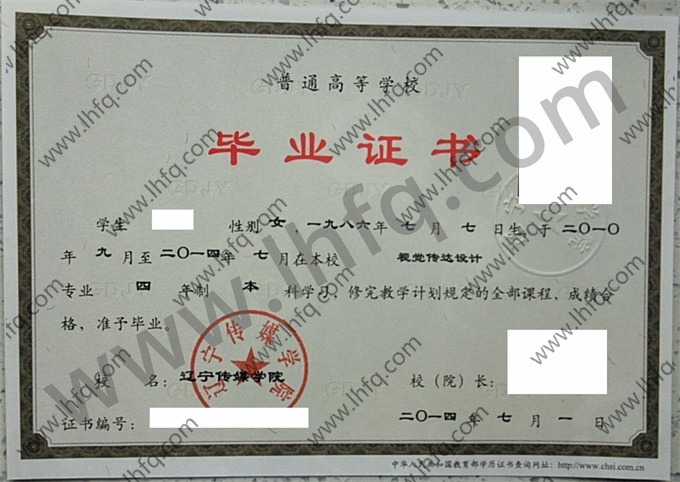 普通高等学校
毕业证书
学生 性别 女，一九八六年 七 月 七 日生，于 二〇一〇
年 九 月至 二〇一四年 七 月在本校 视觉传达设计
专业 四 年制 本 科学习，修完教学计划规定的全部课程，成绩合
格，准予毕业。
辽宁传媒学院
校 名：辽宁传媒学院 校（院）长：
证书编号： 二〇一四 年 七 月 一 日
中华人民共和国教育部学历证书查询网址：http://www.chsi.com.cn
www.lhfq.com